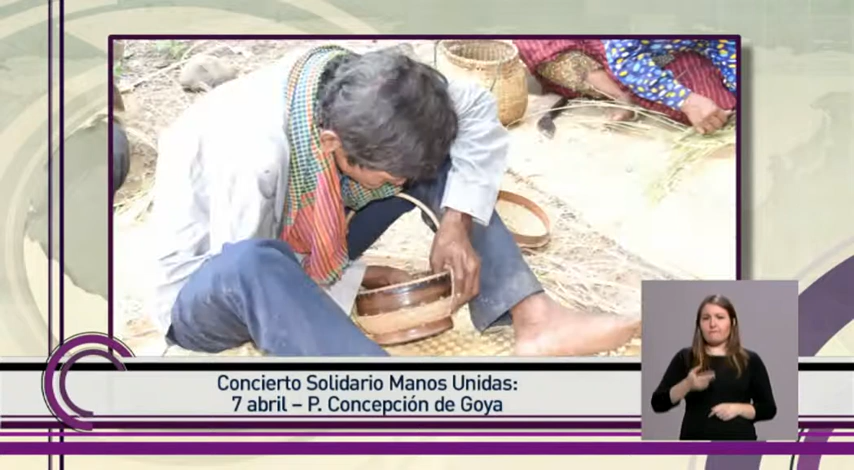 Concierto Solidario Manos Unidas:
7 abril – P. Concepción de Goya